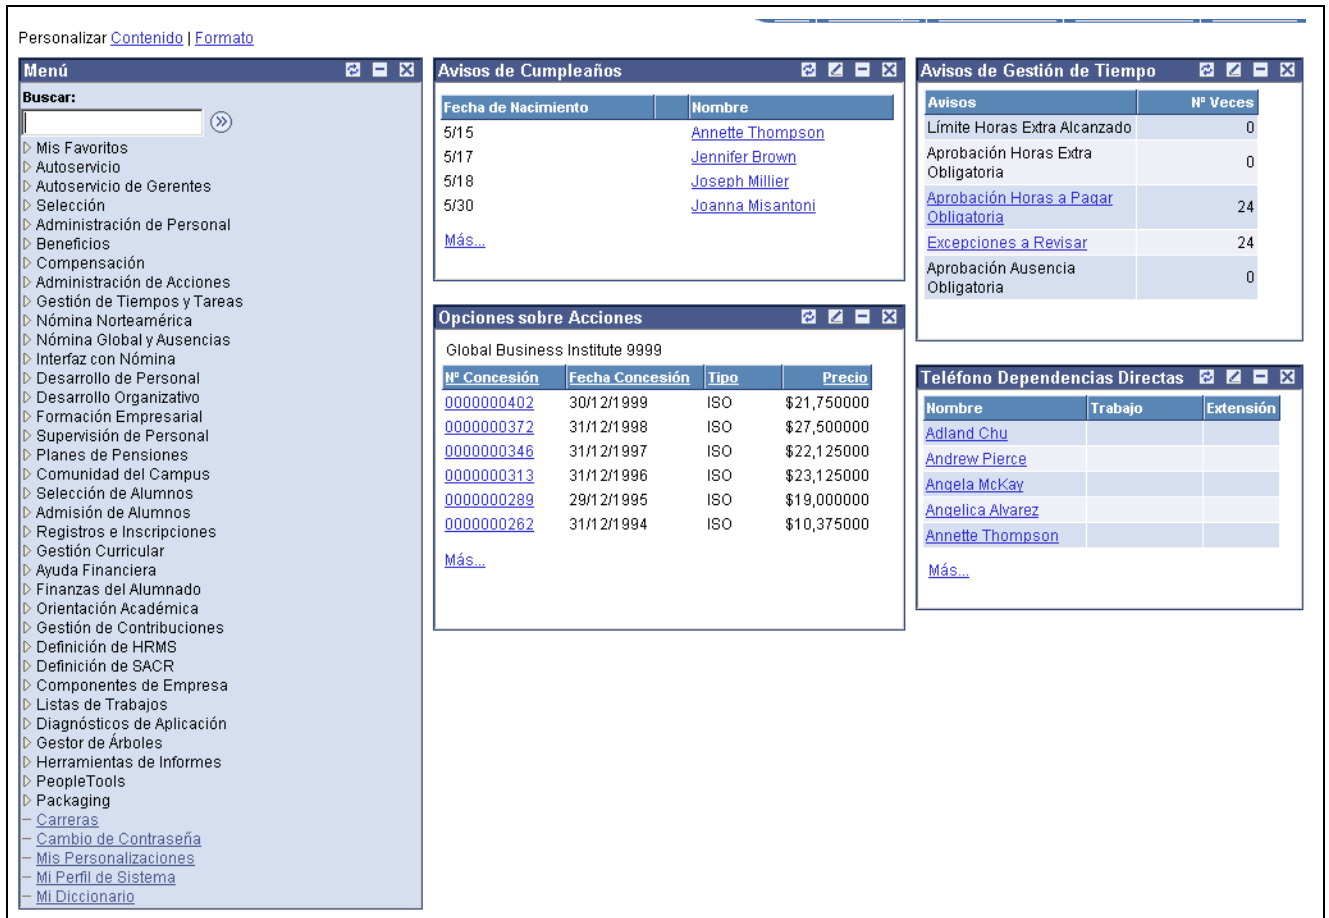 Personalizar Contenido | Formato
Menú
Buscar:
Mis Favoritos
Autoservicio
Autoservicio de Gerentes
Selección
Administración de Personal
Beneficios
Compensación
Administración de Acciones
Gestión de Tiempos y Tareas
Nómina Norteamérica
Nómina Global y Ausencias
Interfaz con Nómina
Desarrollo de Personal
Desarrollo Organizativo
Formación Empresarial
Supervisión de Personal
Planes de Pensiones
Comunidad del Campus
Selección de Alumnos
Admisión de Alumnos
Registros e Inscripciones
Gestión Curricular
Ayuda Financiera
Finanzas del Alumnado
Orientación Académica
Gestión de Contribuciones
Definición de HRMS
Definición de SACR
Componentes de Empresa
Listas de Trabajos
Diagnósticos de Aplicación
Gestor de Árboles
Herramientas de Informes
PeopleTools
Packaging
Carreras
Cambio de Contraseña
Mis Personalizaciones
Mi Perfil de Sistema
Mi Diccionario
Avisos de Cumpleaños
Fecha de Nacimiento Nombre
5/15 Annette Thompson
5/17 Jennifer Brown
5/18 Joseph Millier
5/30 Joanna Misantoni
Más...
Opciones sobre Acciones
Global Business Institute 9999
Nº Concesión Fecha Concesión Tipo Precio
0000000402 30/12/1999 ISO $21,750000
0000000372 31/12/1998 ISO $27,500000
0000000346 31/12/1997 ISO $22,125000
0000000313 31/12/1996 ISO $23,125000
0000000289 29/12/1995 ISO $19,000000
0000000262 31/12/1994 ISO $10,375000
Más...
Avisos de Gestión de Tiempo
Avisos Nº Veces
Límite Horas Extra Alcanzado 0
Aprobación Horas Extra
Obligatoria 0
Aprobación Horas a Pagar
Obligatoria 24
Excepciones a Revisar 24
Aprobación Ausencia
Obligatoria 0
Teléfono Dependencias Directas
Nombre Trabajo Extensión
Adland Chu
Andrew Pierce
Angela McKay
Angelica Alvarez
Annette Thompson
Más...